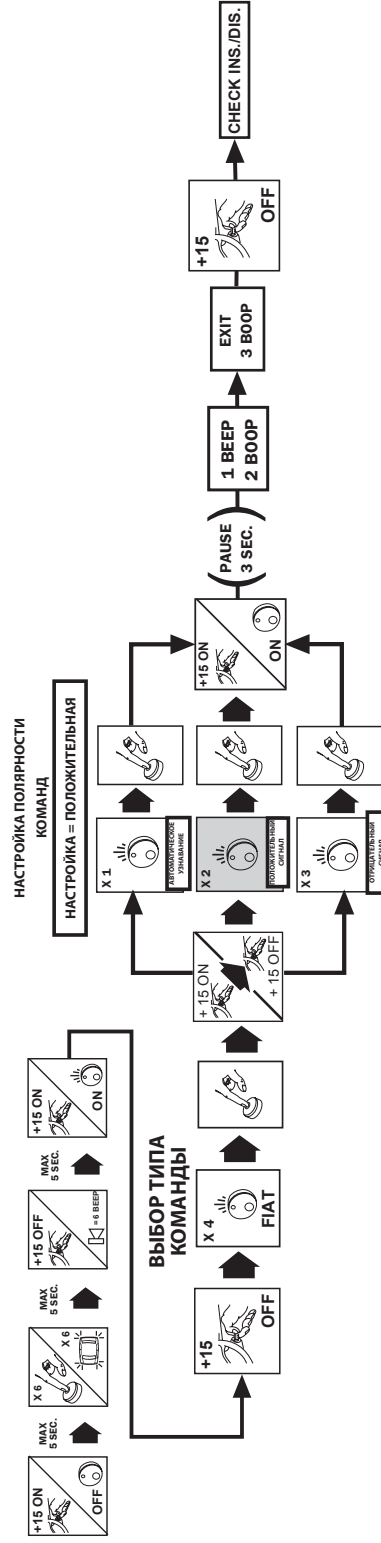 НАСТРОЙКА ПОЛЯРНОСТИ
КОМАНД
НАСТРОЙКА = ПОЛОЖИТЕЛЬНАЯ
+15 ON
OFF
MAX
5 SEC.
X 6
X 6
MAX
5 SEC.
+15 OFF
= 6 BEEP
MAX
5 SEC.
+15 ON
ON
ВЫБОР ТИПА
КОМАНДЫ
+15
OFF
X 4
FIAT
+ 15 ON
+ 15 OFF
X 1
АВТОМАТИЧЕСКОЕ
УЗНАВАНИЕ
X 2
ПОЛОЖИТЕЛЬНЫЙ
СИГНАЛ
X 3
ОТРИЦАТЕЛЬНЫЙ
СИГНАЛ
+15 ON
ON
PAUSE
3 SEC.
1 BEEP
2 BOOP
EXIT
3 BOOP
+15
OFF
CHECK INS./DIS.